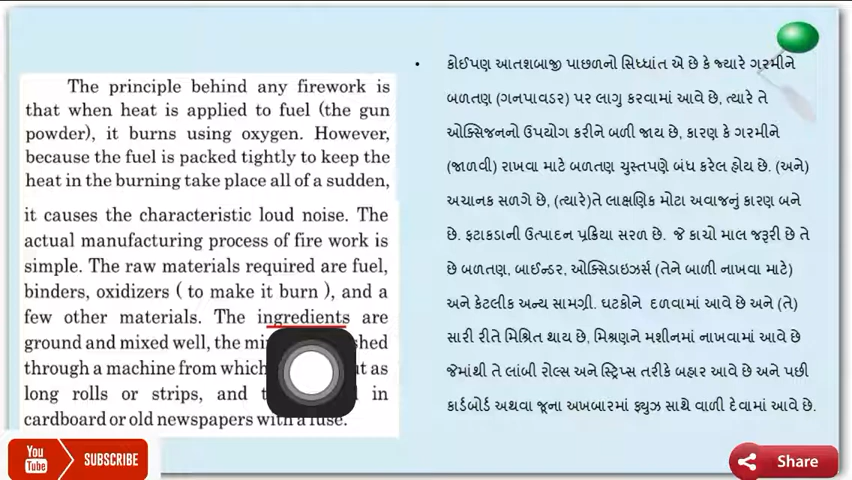 The principle behind any firework is
that when heat is applied to fuel (the gun
powder), it burns using oxygen. However,
because the fuel is packed tightly to keep the
heat in the burning take place all of a sudden,
it causes the characteristic loud noise. The
actual manufacturing process of fire work is
simple. The raw materials required are fuel,
binders, oxidizers ( to make it burn ), and a
few other materials. The ingredients are
ground and mixed well, the
through a machine from which as
long rolls or strips, and in
cardboard or old newspapers with a fuse.
• કોઈપણ આતશબાજી પાછળનો સિધ્ધાંત એ છે કે જ્યારે ગરમીને
બળતણ (ગનપાવડર) પર લાગુ કરવામાં આવે છે, ત્યારે તે
ઓક્સિજનનો ઉપયોગ કરીને બળી જાય છે, કારણ કે ગરમીને
(જાળવી) રાખવા માટે બળતણ ચુસ્તપણે બંધ કરેલ હોય છે. (અને)
અચાનક સળગે છે, (ત્યારે)તે લાક્ષણિક મોટા અવાજનું કારણ બને
છે. ફટાકડાની ઉત્પાદન પ્રક્રિયા સરળ છે. જે કાચો માલ જરૂરી છે તે
છે બળતણ, બાઈન્ડર, ઓક્સિડાઇઝર્સ (તેને બાળી નાખવા માટે)
અને કેટલીક અન્ય સામગ્રી. ઘટકોને દળવામાં આવે છે અને (તે)
સારી રીતે મિશ્રિત થાય છે, મિશ્રણને મશીનમાં નાખવામાં આવે છે
જેમાંથી તે લાંબી રોલ્સ અને સ્ટ્રિપ્સ તરીકે બહાર આવે છે અને પછી
કાર્ડબોર્ડ અથવા જૂના અખબારમાં ફ્યુઝ સાથે વાળી દેવામાં આવે છે.
You
Tube
SUBSCRIBE
Share